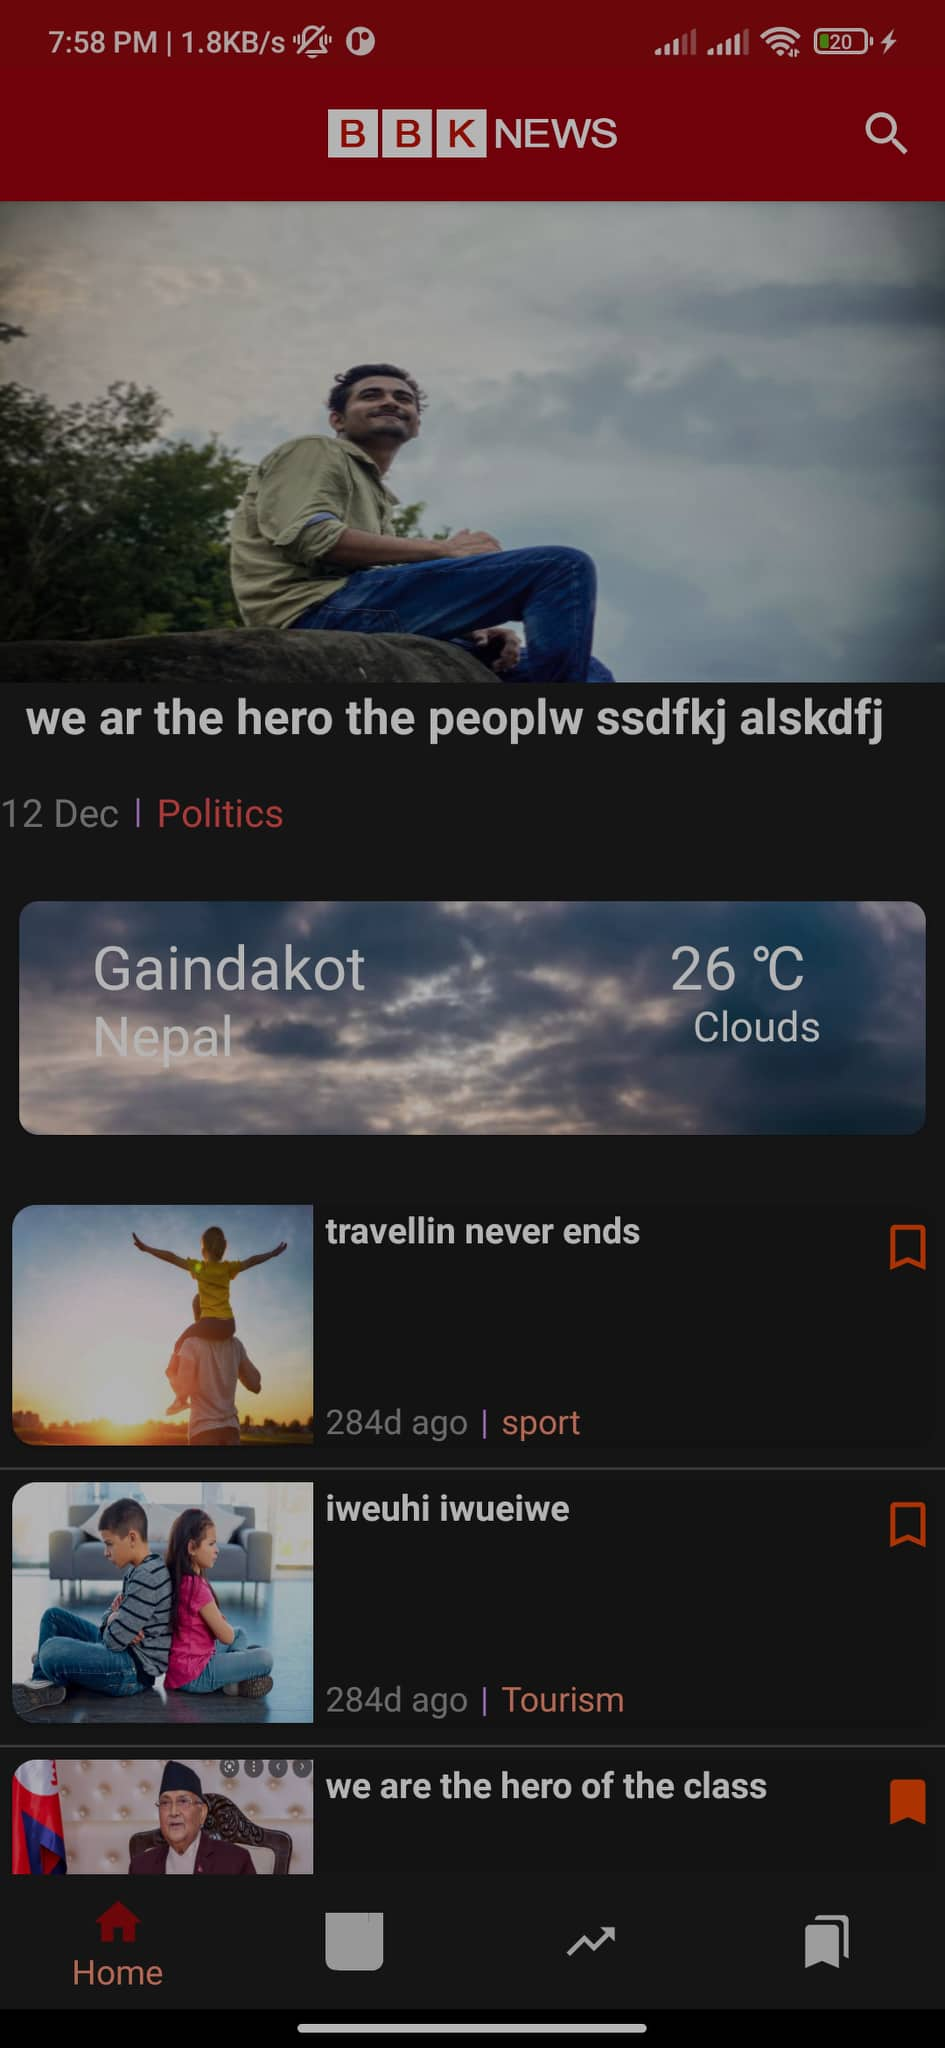 7:58 PM | 1.8KB/s
20
BBK NEWS
we ar the hero the peoplw ssdfkj alskdfj
12 Dec | Politics
Gaindakot
26 ℃
Nepal
Clouds
travellin never ends
284d ago | sport
iweuhi iwueiwe
284d ago | Tourism
we are the hero of the class
Home